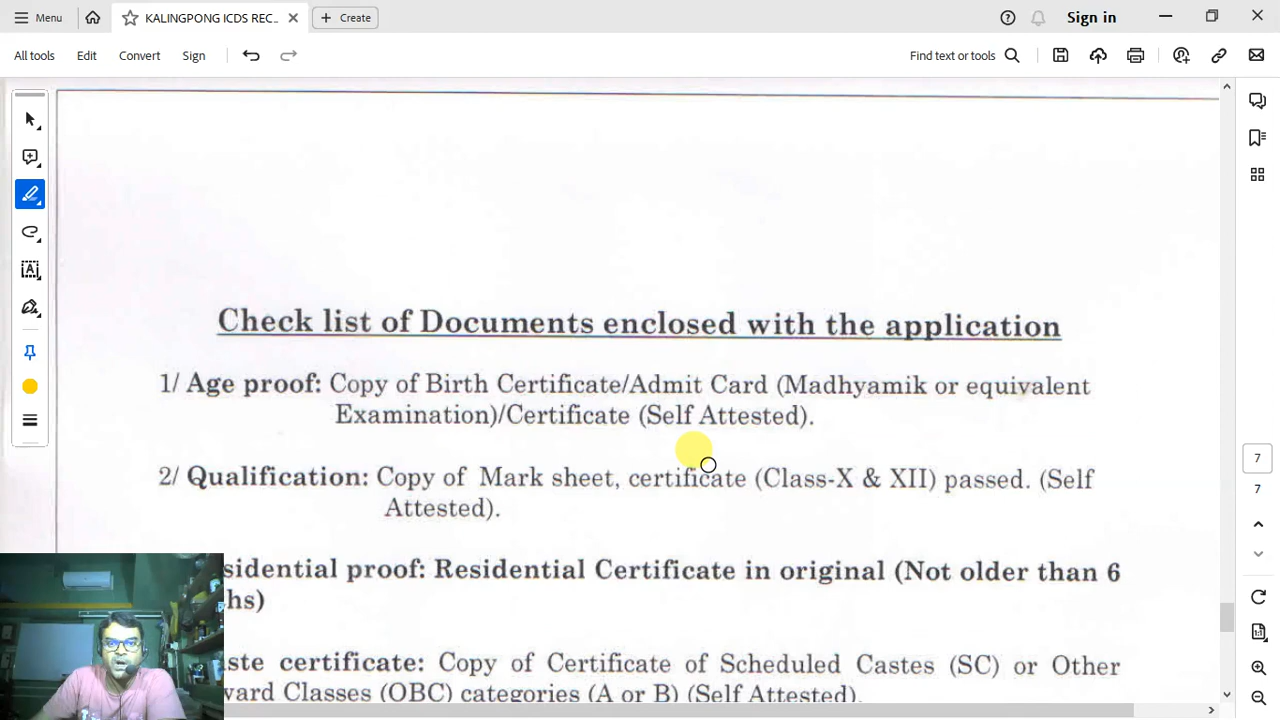 Menu
KALINGPONG ICDS REC...
Create
Sign in
All tools
Edit
Convert
Sign
Find text or tools
Check list of Documents enclosed with the application
1/ Age proof: Copy of Birth Certificate/Admit Card (Madhyamik or equivalent
Examination)/Certificate (Self Attested).
2/ Qualification: Copy of Mark sheet, certificate (Class-X & XII) passed. (Self
Attested).
sidential proof: Residential Certificate in original (Not older than 6
hs)
aste certificate: Copy of Certificate of Scheduled Castes (SC) or Other
ward Classes (OBC) categories (A or B) (Self Attested).
7
7